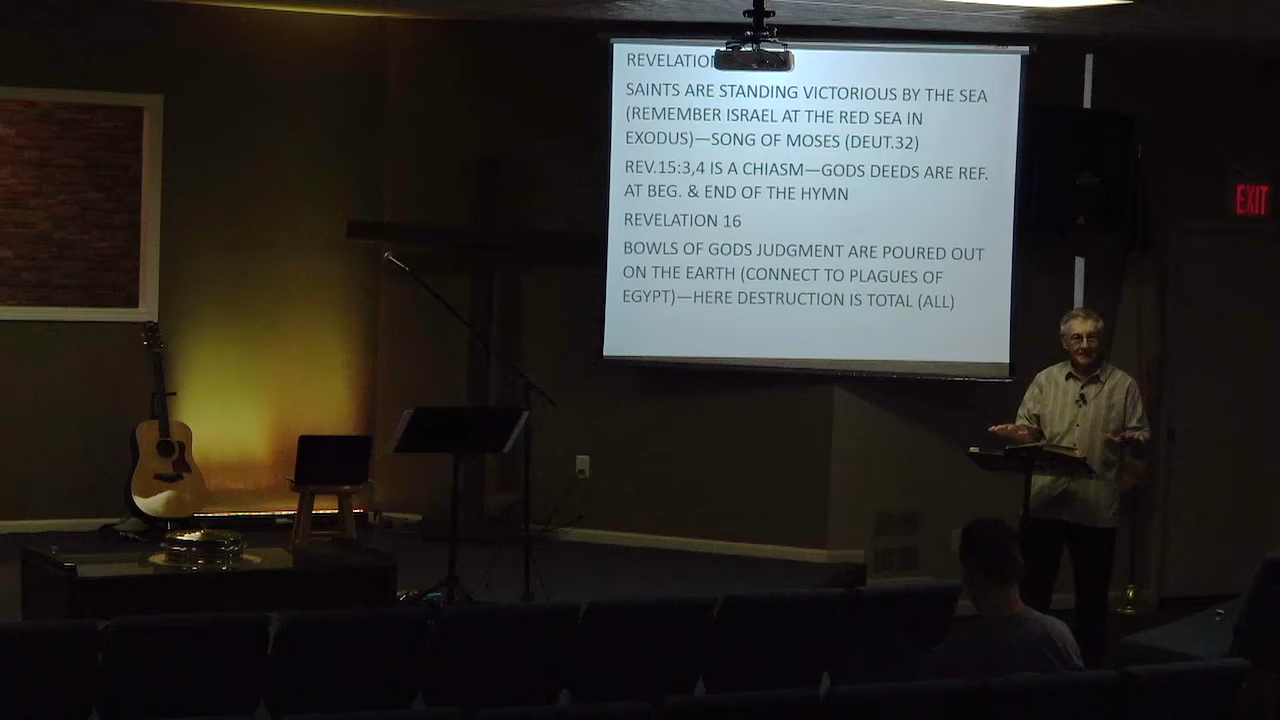 REVELATION
SAINTS ARE STANDING VICTORIOUS BY THE SEA
(REMEMBER ISRAEL AT THE RED SEA IN
EXODUS)—SONG OF MOSES (DEUT.32)
REV.15:3,4 IS A CHIASM—GODS DEEDS ARE REF.
AT BEG. & END OF THE HYMN
REVELATION 16
BOWLS OF GODS JUDGMENT ARE POURED OUT
ON THE EARTH (CONNECT TO PLAGUES OF
EGYPT)—HERE DESTRUCTION IS TOTAL (ALL)
EXIT